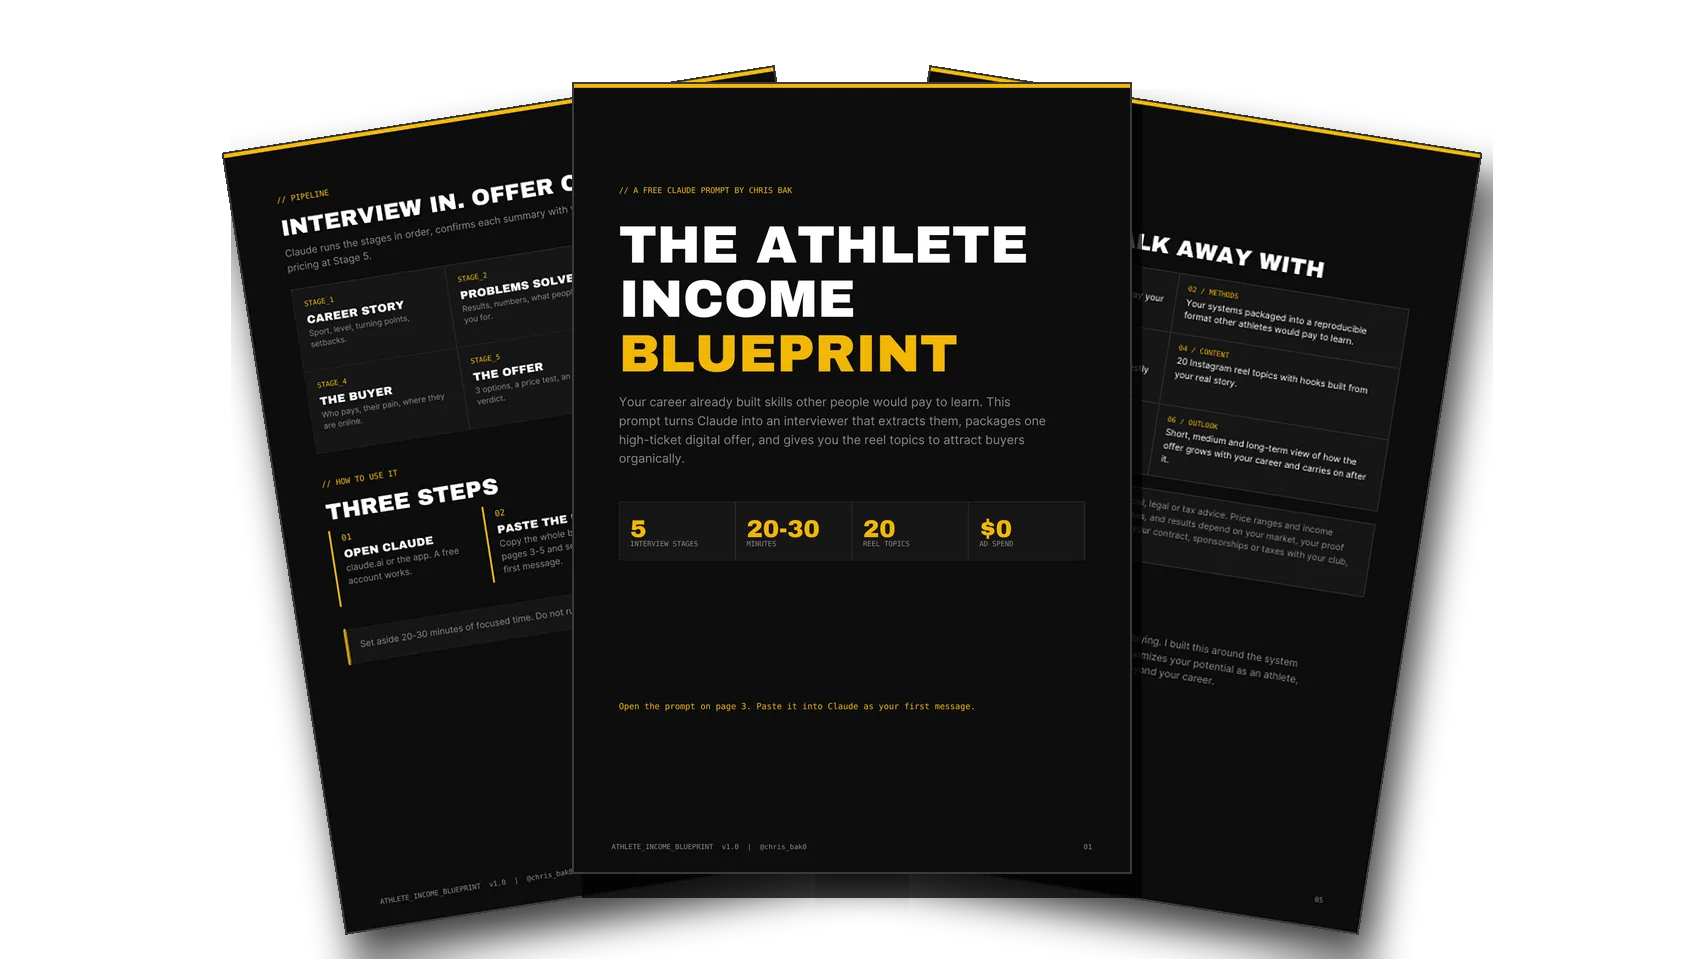 // PIPELINE
INTERVIEW IN. OFFER
Claude runs the stages in order, confirms each summary with
pricing at Stage 5.
STAGE_1
CAREER STORY
Sport, level, turning points,
setbacks.
STAGE_2
PROBLEMS SOLVE
Results, numbers, what
you for.
STAGE_4
THE BUYER
Who pays, their pain, where they
are online.
STAGE_5
THE OFFER
3 options, a price test, an
verdict.
// HOW TO USE IT
THREE STEPS
01
OPEN CLAUDE
claude.ai or the app. A free
account works.
02
PASTE THE
Copy the whole
pages 3-5 and
first message.
Set aside 20-30 minutes of focused time. Do not
ATHLETE_INCOME_BLUEPRINT v1.0 | @chris_bak0
// A FREE CLAUDE PROMPT BY CHRIS BAK
THE ATHLETE
INCOME
BLUEPRINT
Your career already built skills other people would pay to learn. This
prompt turns Claude into an interviewer that extracts them, packages one
high-ticket digital offer, and gives you the reel topics to attract buyers
organically.
5
INTERVIEW STAGES
20-30
MINUTES
20
REEL TOPICS
$0
AD SPEND
Open the prompt on page 3. Paste it into Claude as your first message.
ATHLETE_INCOME_BLUEPRINT v1.0 | @chris_bak0
01
LK AWAY WITH
your
02 / METHODS
Your systems packaged into a reproducible
format other athletes would pay to learn.
04 / CONTENT
20 Instagram reel topics with hooks built from
your real story.
06 / OUTLOOK
Short, medium and long-term view of how the
offer grows with your career and carries on after
it.
legal or tax advice. Price ranges and income
and results depend on your market, your proof
contract, sponsorships or taxes with your club,
I built this around the system
your potential as an athlete,
your career.
05